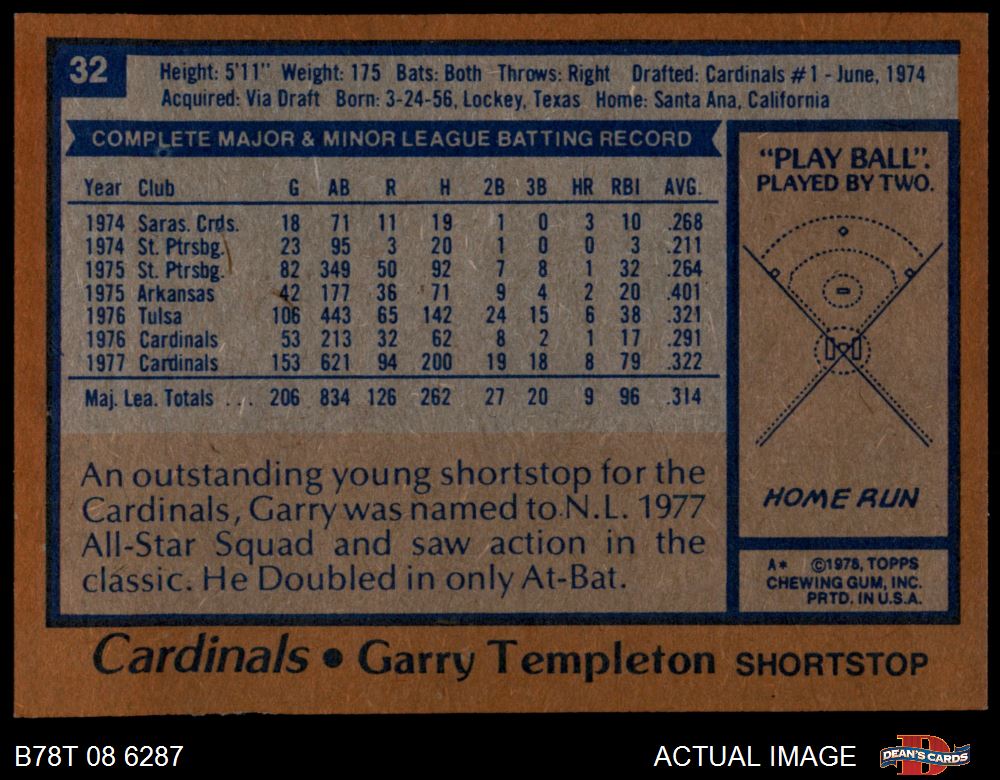 32
Height: 5'11" Weight: 175 Bats: Both Throws: Right Drafted: Cardinals #1 - June, 1974
Acquired: Via Draft Born: 3-24-56, Lockey, Texas Home: Santa Ana, California
COMPLETE MAJOR & MINOR LEAGUE BATTING RECORD
Year Club G AB R H 2B 3B HR RBI AVG.
1974 Saras. Crds. 18 71 11 19 1 0 3 10 .268
1974 St. Ptrsbg. 23 95 3 20 1 0 0 3 .211
1975 St. Ptrsbg. 82 349 50 92 7 8 1 32 .264
1975 Arkansas 42 177 36 71 9 4 2 20 .401
1976 Tulsa 106 443 65 142 24 15 6 38 .321
1976 Cardinals 53 213 32 62 8 2 1 17 .291
1977 Cardinals 153 621 94 200 19 18 8 79 .322
Maj. Lea. Totals ... 206 834 126 262 27 20 9 96 .314
An outstanding young shortstop for the
Cardinals, Garry was named to N.L. 1977
All-Star Squad and saw action in the
classic. He Doubled in only At-Bat.
"PLAY BALL".
PLAYED BY TWO.
HOME RUN
A* ©1978, TOPPS
CHEWING GUM, INC.
PRTD. IN U.S.A.
Cardinals • Garry Templeton SHORTSTOP
B78T 08 6287
ACTUAL IMAGE
D
DEAN'S CARDS